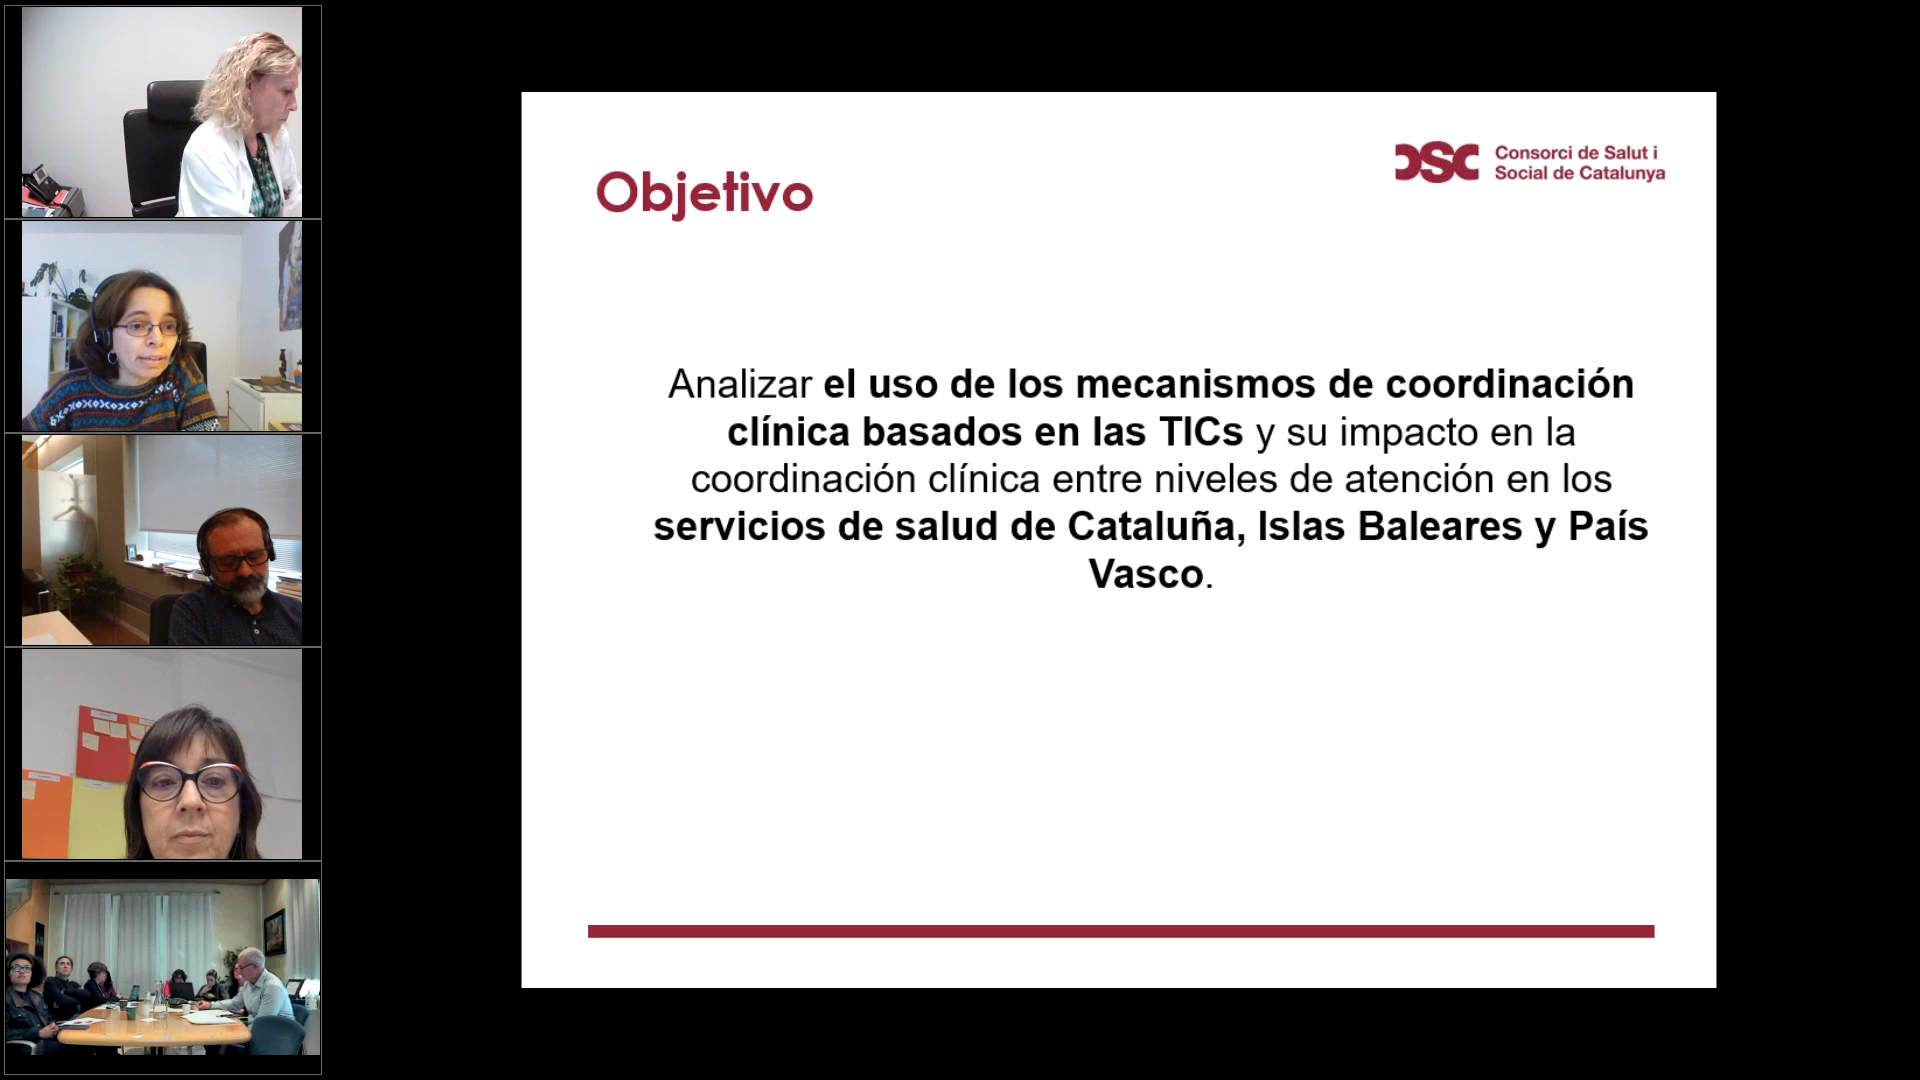 Objetivo
CSC
Consorci de Salut i
Social de Catalunya
Analizar el uso de los mecanismos de coordinación
clínica basados en las TICs y su impacto en la
coordinación clínica entre niveles de atención en los
servicios de salud de Cataluña, Islas Baleares y País
Vasco.